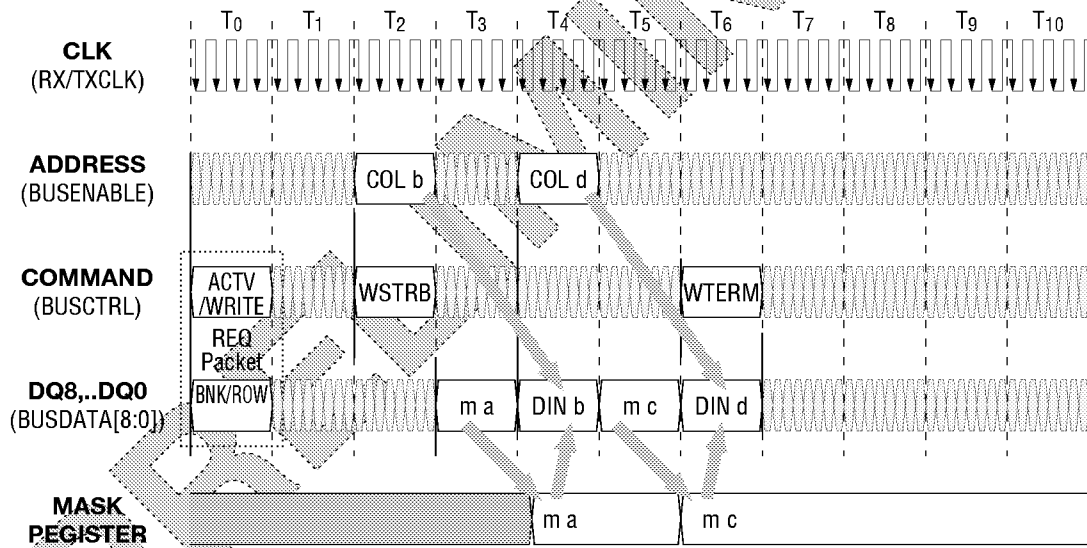 T0 T1 T2 T3 T4 T5 T6 T7 T8 T9 T10
CLK
(RX/TXCLK)
ADDRESS
(BUSENABLE)
COL b
COL d
COMMAND
(BUSCTRL)
ACTV
/WRITE
WSTRB
WTERM
REQ
Packet
DQ8,..DQ0
(BUSDATA[8:0])
BNK/ROW
m a
DIN b
m c
DIN d
MASK
PEGISTER
m a
m c